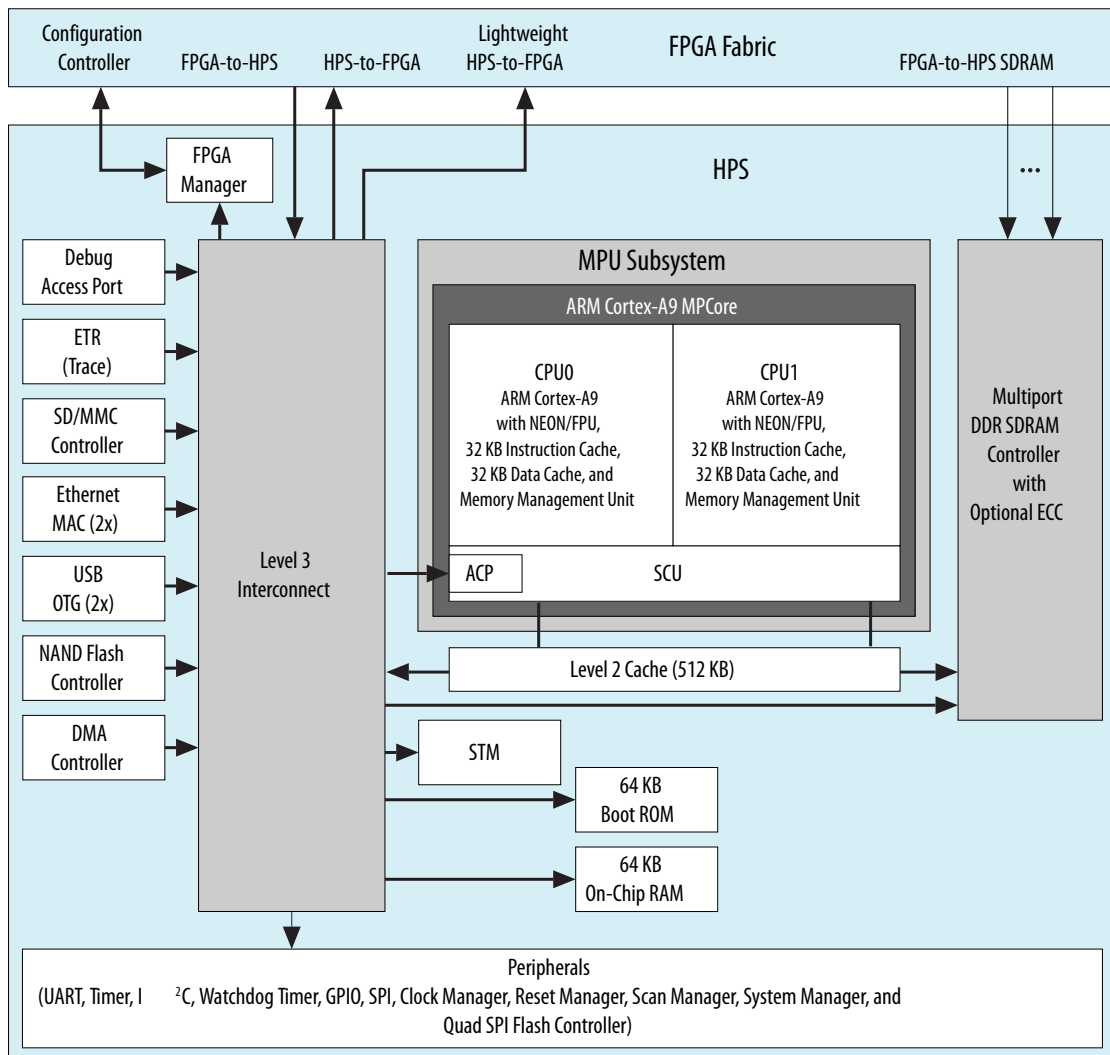 Configuration
Controller
FPGA-to-HPS
HPS-to-FPGA
Lightweight
HPS-to-FPGA
FPGA Fabric
FPGA-to-HPS SDRAM
HPS
FPGA
Manager
...
Debug
Access Port
ETR
(Trace)
SD/MMC
Controller
Ethernet
MAC (2x)
USB
OTG (2x)
NAND Flash
Controller
DMA
Controller
Level 3
Interconnect
MPU Subsystem
ARM Cortex-A9 MPCore
CPU0
ARM Cortex-A9
with NEON/FPU,
32 KB Instruction Cache,
32 KB Data Cache, and
Memory Management Unit
CPU1
ARM Cortex-A9
with NEON/FPU,
32 KB Instruction Cache,
32 KB Data Cache, and
Memory Management Unit
ACP
SCU
Level 2 Cache (512 KB)
Multiport
DDR SDRAM
Controller
with
Optional ECC
STM
64 KB
Boot ROM
64 KB
On-Chip RAM
Peripherals
(UART, Timer, I ²C, Watchdog Timer, GPIO, SPI, Clock Manager, Reset Manager, Scan Manager, System Manager, and
Quad SPI Flash Controller)